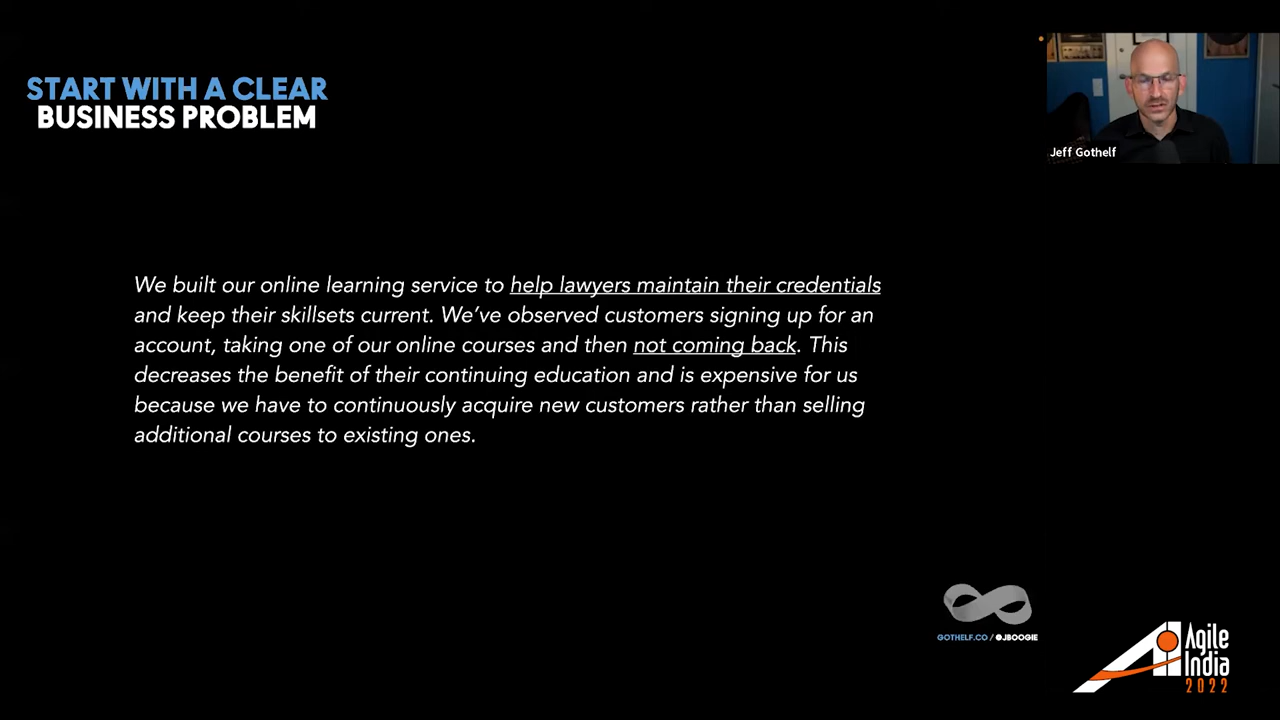 START WITH A CLEAR
BUSINESS PROBLEM
Jeff Gothelf
We built our online learning service to help lawyers maintain their credentials
and keep their skillsets current. We’ve observed customers signing up for an
account, taking one of our online courses and then not coming back. This
decreases the benefit of their continuing education and is expensive for us
because we have to continuously acquire new customers rather than selling
additional courses to existing ones.
GOTHELF.CO / @JBOOGIE
Agile
India
2022